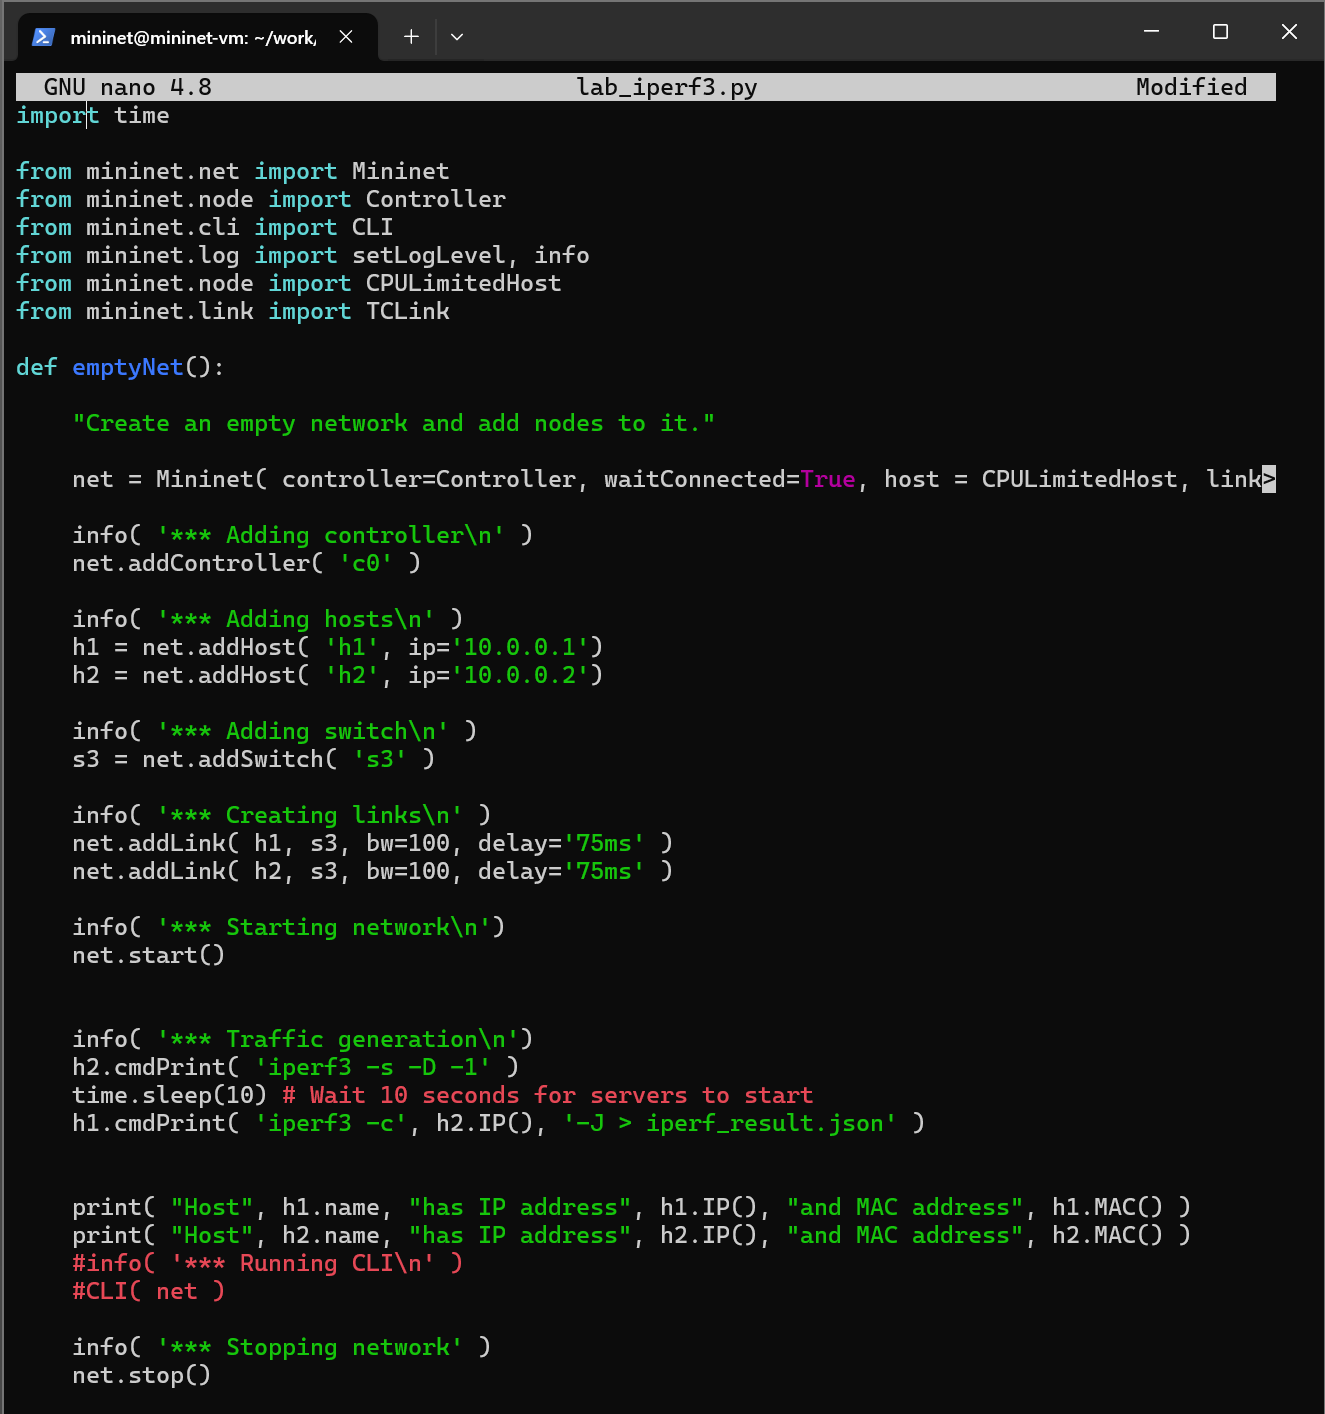 mininet@mininet-vm: ~/work/
GNU nano 4.8 lab_iperf3.py Modified
import time
from mininet.net import Mininet
from mininet.node import Controller
from mininet.cli import CLI
from mininet.log import setLogLevel, info
from mininet.node import CPULimitedHost
from mininet.link import TCLink
def emptyNet():
"Create an empty network and add nodes to it."
net = Mininet( controller=Controller, waitConnected=True, host = CPULimitedHost, link>
info( '*** Adding controller\n' )
net.addController( 'c0' )
info( '*** Adding hosts\n' )
h1 = net.addHost( 'h1', ip='10.0.0.1')
h2 = net.addHost( 'h2', ip='10.0.0.2')
info( '*** Adding switch\n' )
s3 = net.addSwitch( 's3' )
info( '*** Creating links\n' )
net.addLink( h1, s3, bw=100, delay='75ms' )
net.addLink( h2, s3, bw=100, delay='75ms' )
info( '*** Starting network\n')
net.start()
info( '*** Traffic generation\n')
h2.cmdPrint( 'iperf3 -s -D -1' )
time.sleep(10) # Wait 10 seconds for servers to start
h1.cmdPrint( 'iperf3 -c', h2.IP(), '-J > iperf_result.json' )
print( "Host", h1.name, "has IP address", h1.IP(), "and MAC address", h1.MAC() )
print( "Host", h2.name, "has IP address", h2.IP(), "and MAC address", h2.MAC() )
#info( '*** Running CLI\n' )
#CLI( net )
info( '*** Stopping network' )
net.stop()